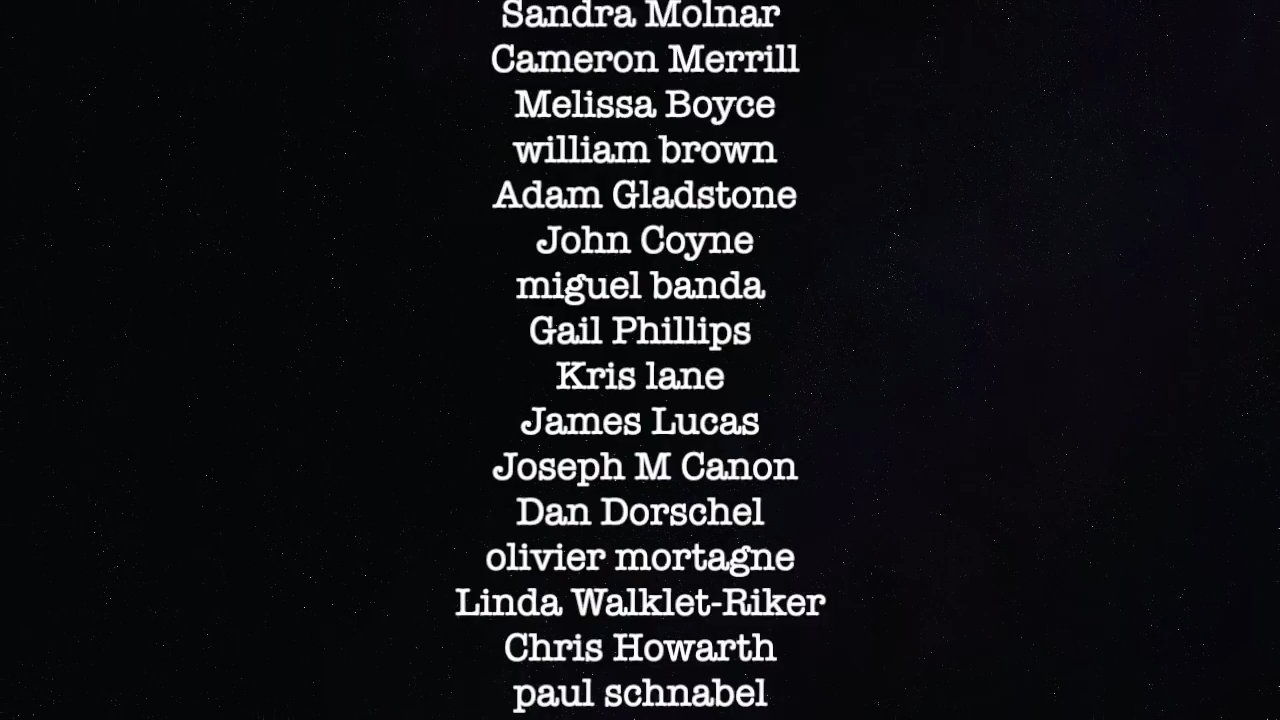 Sandra Molnar
Cameron Merrill
Melissa Boyce
william brown
Adam Gladstone
John Coyne
miguel banda
Gail Phillips
Kris lane
James Lucas
Joseph M Canon
Dan Dorschel
olivier mortagne
Linda Walklet-Riker
Chris Howarth
paul schnabel